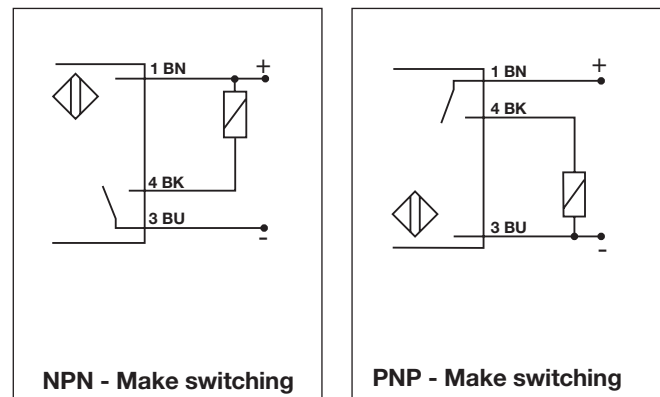 1 BN
+
4 BK
3 BU
-
NPN - Make switching
1 BN
+
4 BK
3 BU
-
PNP - Make switching